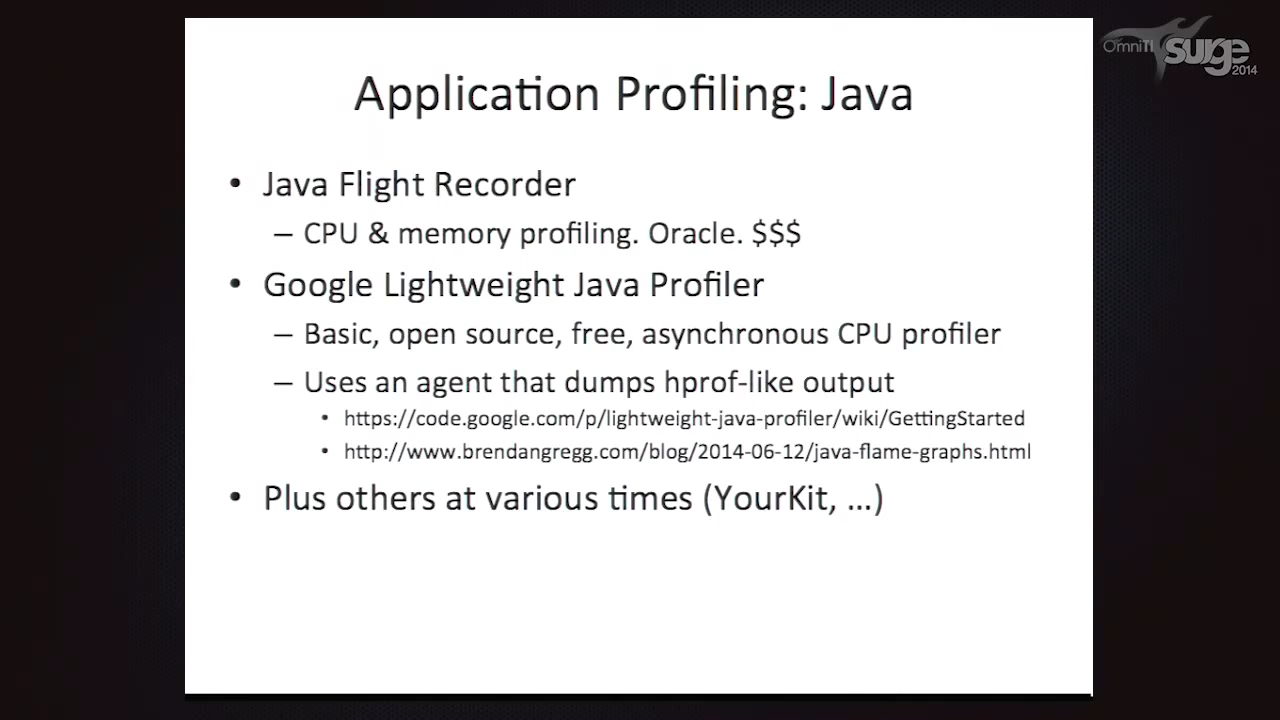 OmniTI surge 2014
Application Profiling: Java
• Java Flight Recorder
– CPU & memory profiling. Oracle. $$$
• Google Lightweight Java Profiler
– Basic, open source, free, asynchronous CPU profiler
– Uses an agent that dumps hprof-like output
• https://code.google.com/p/lightweight-java-profiler/wiki/GettingStarted
• http://www.brendangregg.com/blog/2014-06-12/java-flame-graphs.html
• Plus others at various times (YourKit, ...)